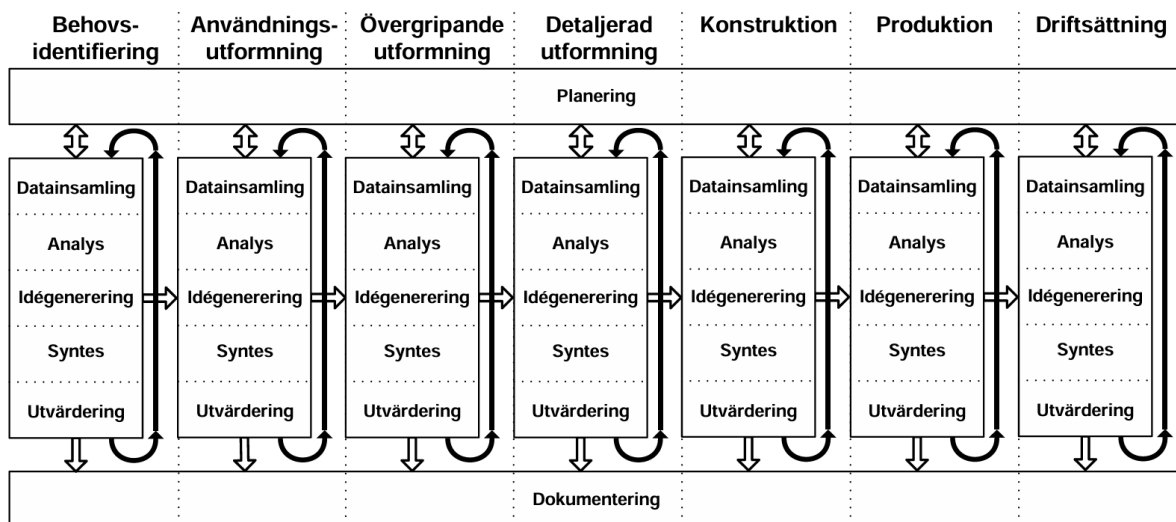 Behovs-
identifiering
Användnings-
utformning
Övergripande
utformning
Detaljerad
utformning
Konstruktion
Produktion
Driftsättning
Planering
Datainsamling Datainsamling Datainsamling Datainsamling Datainsamling Datainsamling Datainsamling
Analys Analys Analys Analys Analys Analys Analys
Idégenerering Idégenerering Idégenerering Idégenerering Idégenerering Idégenerering Idégenerering
Syntes Syntes Syntes Syntes Syntes Syntes Syntes
Utvärdering Utvärdering Utvärdering Utvärdering Utvärdering Utvärdering Utvärdering
Dokumentering